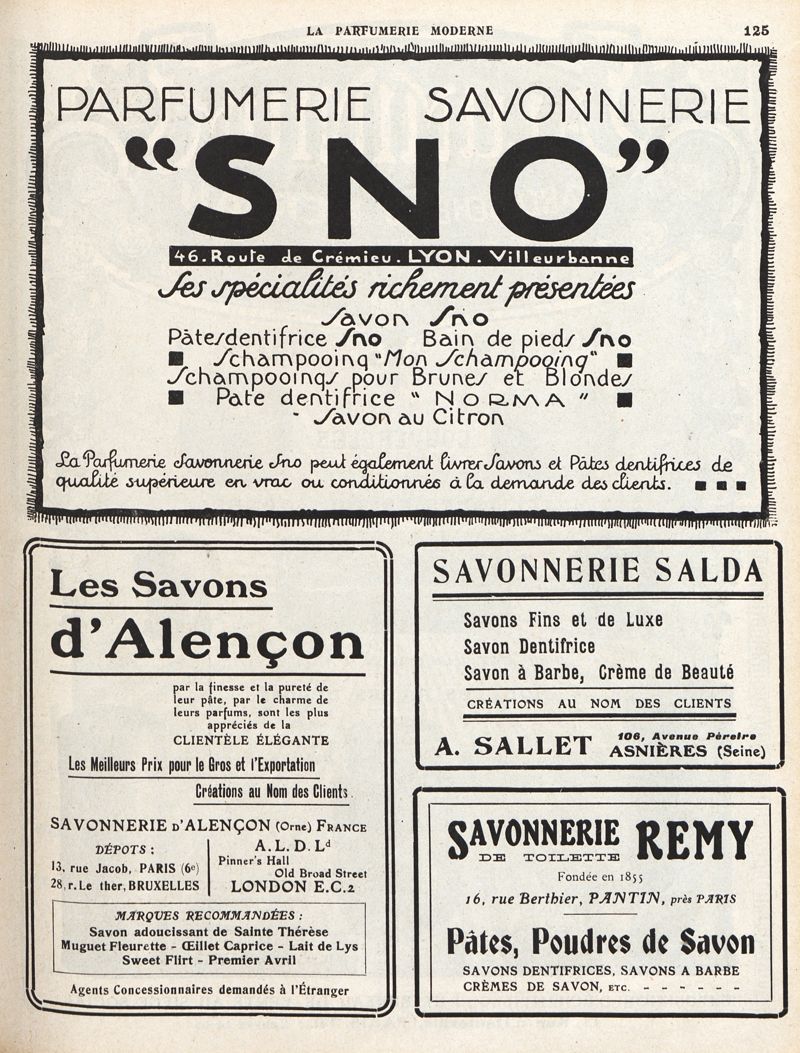 LA PARFUMERIE MODERNE
125
PARFUMERIE SAVONNERIE
"SNO"
46. Route de Crémieu. LYON. Villeurbanne
Ses spécialités richement présentées
Savon Sno
Pâtes dentifrice Sno Bain de pieds Sno
Schampooing "Mon Schampooing"
Schampooings pour Brunes et Blondes
Pate dentifrice "NORMA"
Savon au Citron
La Parfumerie Savonnerie Sno peut également livrer Savons et Pâtes dentifrices de
qualité supérieure en vrac ou conditionnés à la demande des clients.
Les Savons
d'Alençon
par la finesse et la pureté de
leur pâte, par le charme de
leurs parfums, sont les plus
appréciés de la
CLIENTÈLE ÉLÉGANTE
Les Meilleurs Prix pour le Gros et l'Exportation
Créations au Nom des Clients.
SAVONNERIE D'ALENÇON (Orne) FRANCE
DÉPOTS :
13, rue Jacob, PARIS (6e)
28, r. Le ther, BRUXELLES
A. L. D. Ld
Pinner's Hall
Old Broad Street
LONDON E.C.2
MARQUES RECOMMANDÉES :
Savon adoucissant de Sainte Thérèse
Muguet Fleurette - Œillet Caprice - Lait de Lys
Sweet Flirt - Premier Avril
Agents Concessionnaires demandés à l'Étranger
SAVONNERIE SALDA
Savons Fins et de Luxe
Savon Dentifrice
Savon à Barbe, Crème de Beauté
CRÉATIONS AU NOM DES CLIENTS
A. SALLET
106, Avenue Péreire
ASNIÈRES (Seine)
SAVONNERIE REMY
DE TOILETTE
Fondée en 1855
16, rue Berthier, PANTIN, près PARIS
Pâtes, Poudres de Savon
SAVONS DENTIFRICES, SAVONS A BARBE
CRÈMES DE SAVON, ETC. - - - - - -